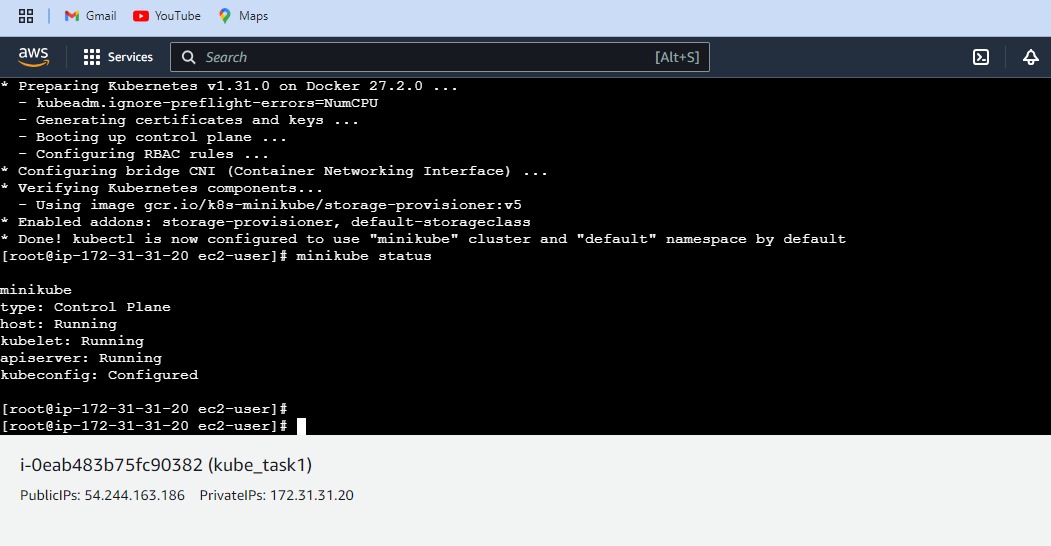 Gmail YouTube Maps
aws Services Search [Alt+S]
* Preparing Kubernetes v1.31.0 on Docker 27.2.0 ...
- kubeadm.ignore-preflight-errors=NumCPU
- Generating certificates and keys ...
- Booting up control plane ...
- Configuring RBAC rules ...
* Configuring bridge CNI (Container Networking Interface) ...
* Verifying Kubernetes components...
- Using image gcr.io/k8s-minikube/storage-provisioner:v5
* Enabled addons: storage-provisioner, default-storageclass
* Done! kubectl is now configured to use "minikube" cluster and "default" namespace by default
[root@ip-172-31-31-20 ec2-user]# minikube status
minikube
type: Control Plane
host: Running
kubelet: Running
apiserver: Running
kubeconfig: Configured
[root@ip-172-31-31-20 ec2-user]#
[root@ip-172-31-31-20 ec2-user]#
i-0eab483b75fc90382 (kube_task1)
PublicIPs: 54.244.163.186 PrivateIPs: 172.31.31.20